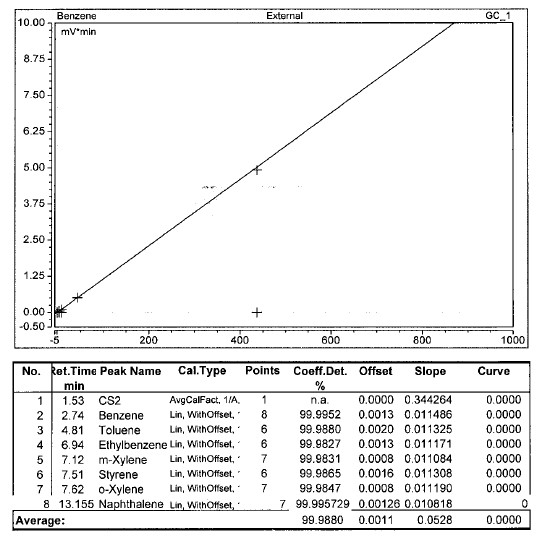 Benzene External GC_1
10.00
mV*min
8.75
7.50
6.25
5.00
3.75
2.50
1.25
0.00
-0.50
-5 200 400 600 800 1000
No. Ret.Time Peak Name Cal.Type Points Coeff.Det. Offset Slope Curve
min %
1 1.53 CS2 AvgCalFact, 1/A, 1 n.a. 0.0000 0.344264 0.0000
2 2.74 Benzene Lin, WithOffset, 8 99.9952 0.0013 0.011486 0.0000
3 4.81 Toluene Lin, WithOffset, 6 99.9880 0.0020 0.011325 0.0000
4 6.94 Ethylbenzene Lin, WithOffset, 6 99.9827 0.0013 0.011171 0.0000
5 7.12 m-Xylene Lin, WithOffset, 7 99.9831 0.0008 0.011084 0.0000
6 7.51 Styrene Lin, WithOffset, 6 99.9865 0.0016 0.011308 0.0000
7 7.62 o-Xylene Lin, WithOffset, 7 99.9847 0.0008 0.011190 0.0000
8 13.155 Naphthalene Lin, WithOffset, 7 99.995729 0.00126 0.010818 0
Average: 99.9880 0.0011 0.0528 0.0000